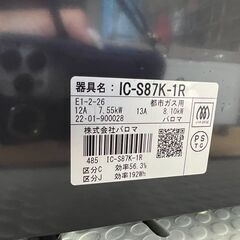 器具名: IC-S87K-1R
E1-2-26 都市ガス用
12A 7.55kW 13A 8.10kW
22·01-900028 パロマ
株式会社パロマ
485 IC-S87K-1R
区分C 効率56.3%
区分J 効率192Wh
PS
TG